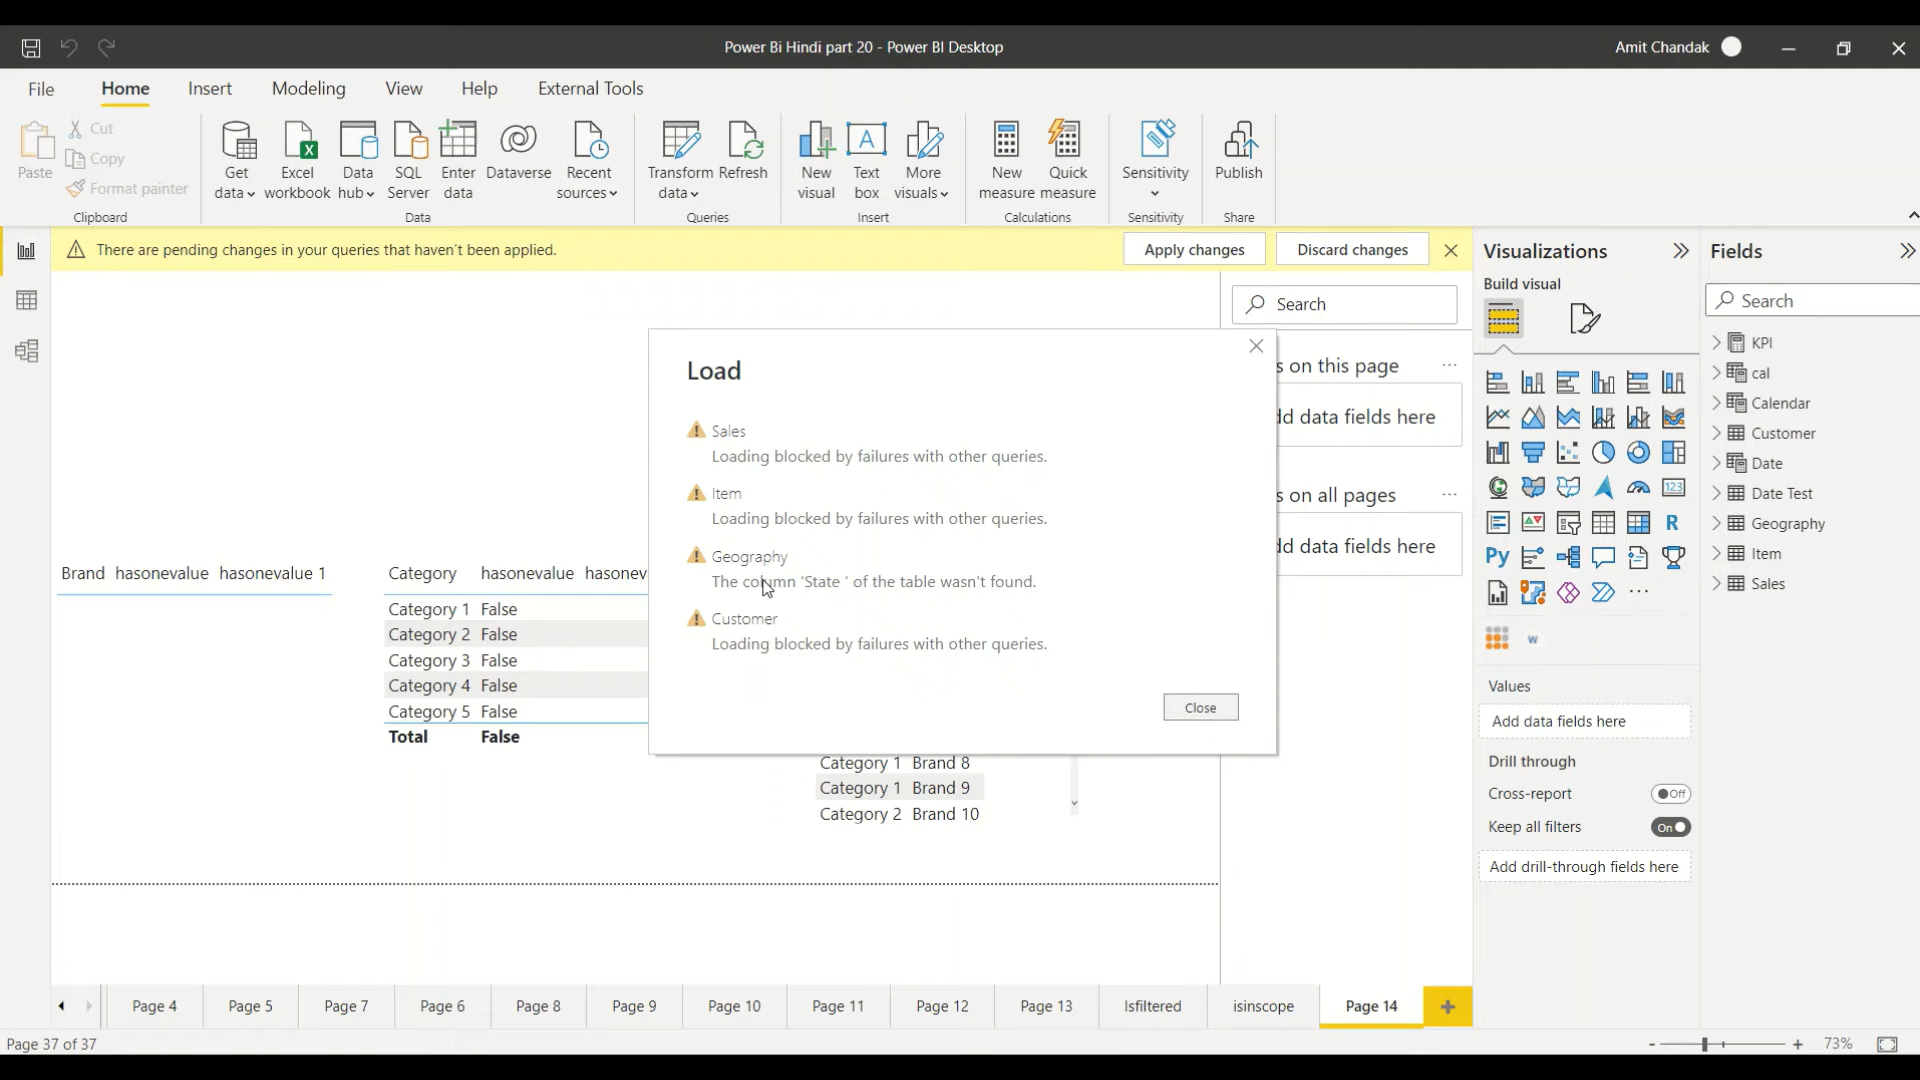 Power Bi Hindi part 20 - Power BI Desktop
Amit Chandak
File Home Insert Modeling View Help External Tools
Paste
Cut
Copy
Format painter
Clipboard
Get data
Excel workbook
Data hub
SQL Server
Enter data
Dataverse
Recent sources
Data
Transform data
Refresh
Queries
New visual
Text box
More visuals
Insert
New measure
Quick measure
Calculations
Sensitivity
Sensitivity
Publish
Share
There are pending changes in your queries that haven't been applied.
Apply changes
Discard changes
Search
s on this page
dd data fields here
s on all pages
dd data fields here
Load
Sales
Loading blocked by failures with other queries.
Item
Loading blocked by failures with other queries.
Geography
The column 'State ' of the table wasn't found.
Customer
Loading blocked by failures with other queries.
Close
Brand hasonevalue hasonevalue 1
Category hasonevalue hasonev
Category 1 False
Category 2 False
Category 3 False
Category 4 False
Category 5 False
Total False
Category 1 Brand 8
Category 1 Brand 9
Category 2 Brand 10
Visualizations
Build visual
123
R
Py
W
Values
Add data fields here
Drill through
Cross-report
Off
Keep all filters
On
Add drill-through fields here
Fields
Search
KPI
cal
Calendar
Customer
Date
Date Test
Geography
Item
Sales
Page 4 Page 5 Page 7 Page 6 Page 8 Page 9 Page 10 Page 11 Page 12 Page 13 Isfiltered isinscope Page 14
Page 37 of 37
- + 73%